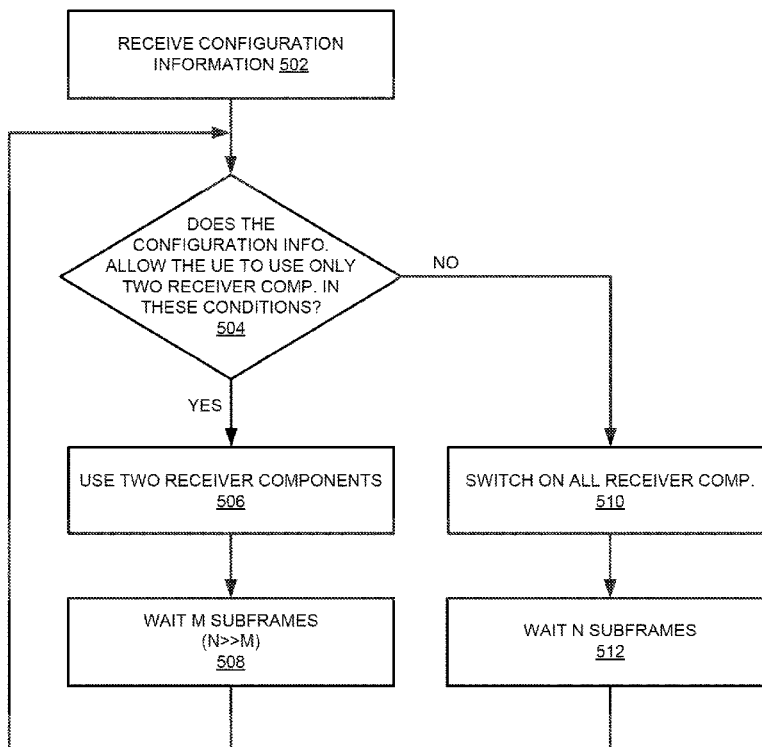 RECEIVE CONFIGURATION
INFORMATION 502
DOES THE
CONFIGURATION INFO.
ALLOW THE UE TO USE ONLY
TWO RECEIVER COMP. IN
THESE CONDITIONS?
504
NO
YES
USE TWO RECEIVER COMPONENTS
506
SWITCH ON ALL RECEIVER COMP.
510
WAIT M SUBFRAMES
(N>>M)
508
WAIT N SUBFRAMES
512